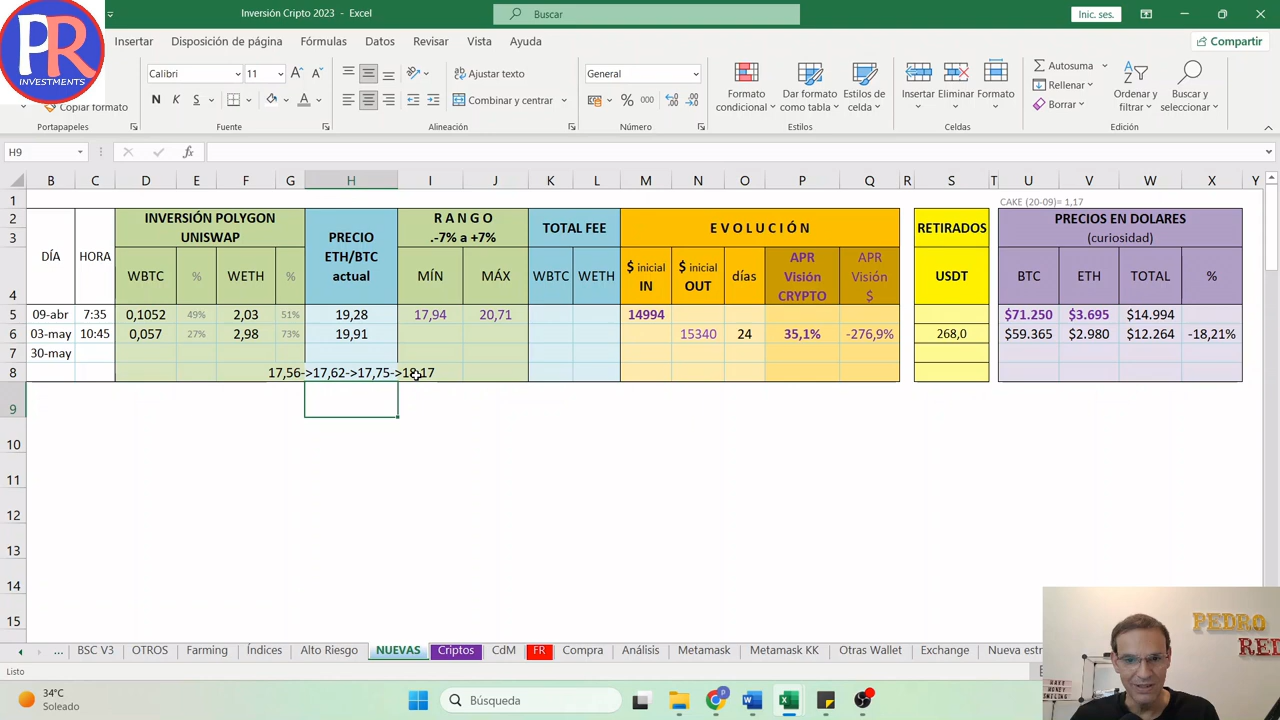 PR
INVESTMENTS
Inversión Cripto 2023 - Excel
Buscar
Inic. ses.
Insertar Disposición de página Fórmulas Datos Revisar Vista Ayuda
Compartir
Calibri 11
Ajustar texto
General
Autosuma
Rellenar
Borrar
Copiar formato
N K S
Combinar y centrar
% 000
Formato condicional
Dar formato como tabla
Estilos de celda
Insertar Eliminar Formato
Ordenar y filtrar
Buscar y seleccionar
Portapapeles Fuente Alineación Número Estilos Celdas Edición
H9 fx
B C D E F G H I J K L M N O P Q R S T U V W X Y
1 CAKE (20-09)= 1,17
2
3
4
DÍA
HORA
INVERSIÓN POLYGON
UNISWAP
WBTC % WETH %
PRECIO
ETH/BTC
actual
R A N G O
.-7% a +7%
MÍN MÁX
TOTAL FEE
WBTC WETH
E V O L U C I Ó N
$ inicial
IN
$ inicial
OUT
días
APR
Visión
CRYPTO
APR
Visión
$
RETIRADOS
USDT
PRECIOS EN DOLARES
(curiosidad)
BTC ETH TOTAL %
5 09-abr 7:35 0,1052 49% 2,03 51% 19,28 17,94 20,71 14994 $71.250 $3.695 $14.994
6 03-may 10:45 0,057 27% 2,98 73% 19,91 15340 24 35,1% -276,9% 268,0 $59.365 $2.980 $12.264 -18,21%
7 30-may
8 17,56->17,62->17,75->18,17
9
10
11
12
13
14
15
... BSC V3 OTROS Farming Índices Alto Riesgo NUEVAS Criptos CdM FR Compra Análisis Metamask Metamask KK Otras Wallet Exchange Nueva est
Listo
PEDRO
RED
MAKE
MONEY
SMILING
34°C
Soleado
Búsqueda